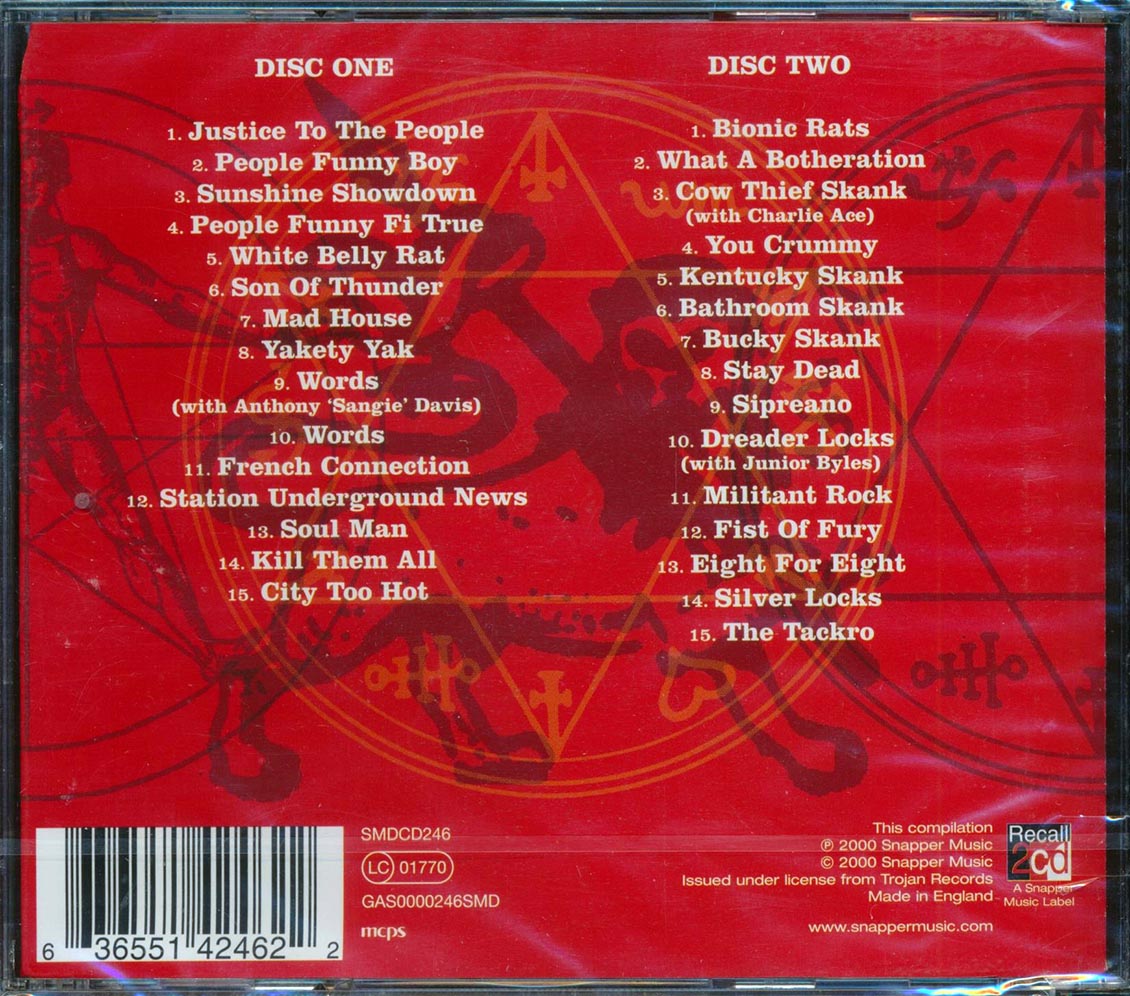 DISC ONE
1. Justice To The People
2. People Funny Boy
3. Sunshine Showdown
4. People Funny Fi True
5. White Belly Rat
6. Son Of Thunder
7. Mad House
8. Yakety Yak
9. Words
(with Anthony ‘Sangie’ Davis)
10. Words
11. French Connection
12. Station Underground News
13. Soul Man
14. Kill Them All
15. City Too Hot
DISC TWO
1. Bionic Rats
2. What A Botheration
3. Cow Thief Skank
(with Charlie Ace)
4. You Crummy
5. Kentucky Skank
6. Bathroom Skank
7. Bucky Skank
8. Stay Dead
9. Sipreano
10. Dreader Locks
(with Junior Byles)
11. Militant Rock
12. Fist Of Fury
13. Eight For Eight
14. Silver Locks
15. The Tackro
6 36551 42462 2
SMDCD246
LC 01770
GAS0000246SMD
mcps
This compilation
℗ 2000 Snapper Music
© 2000 Snapper Music
Issued under license from Trojan Records
Made in England
www.snappermusic.com
Recall
2cd
A Snapper
Music Label